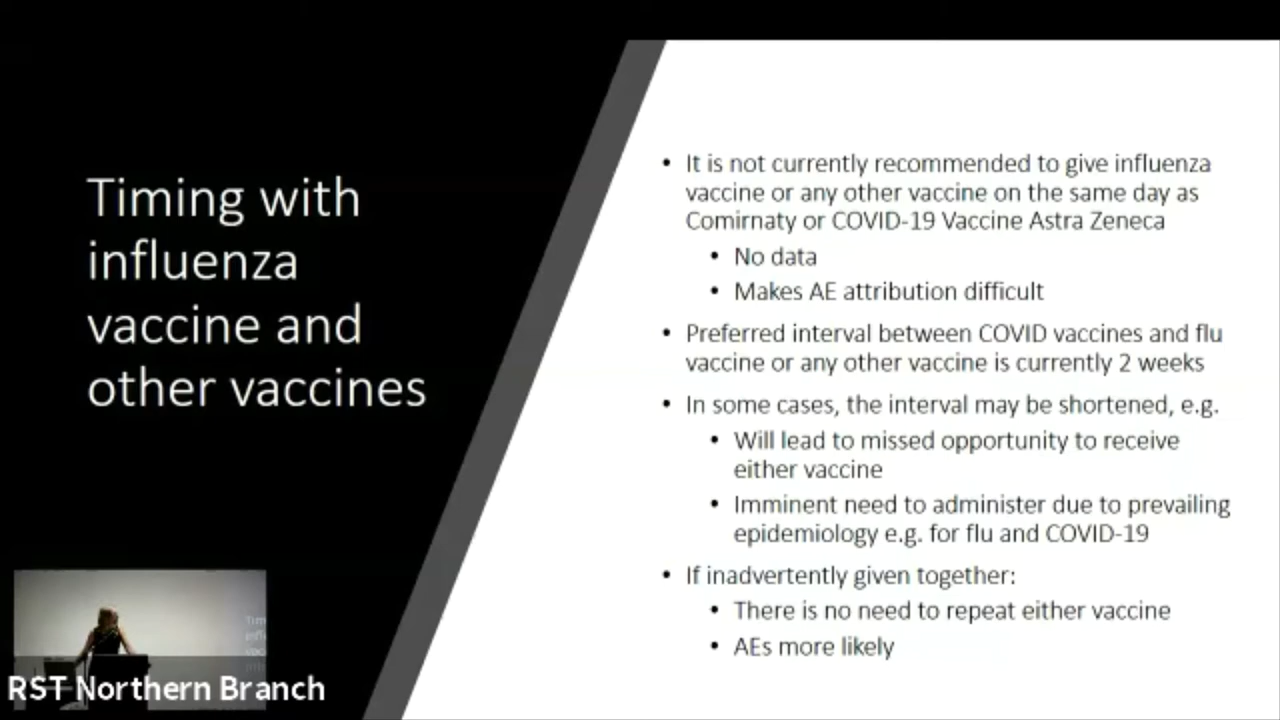 Timing with
influenza
vaccine and
other vaccines
• It is not currently recommended to give influenza
vaccine or any other vaccine on the same day as
Comirnaty or COVID-19 Vaccine Astra Zeneca
• No data
• Makes AE attribution difficult
• Preferred interval between COVID vaccines and flu
vaccine or any other vaccine is currently 2 weeks
• In some cases, the interval may be shortened, e.g.
• Will lead to missed opportunity to receive
either vaccine
• Imminent need to administer due to prevailing
epidemiology e.g. for flu and COVID-19
• If inadvertently given together:
• There is no need to repeat either vaccine
• AEs more likely
RST Northern Branch